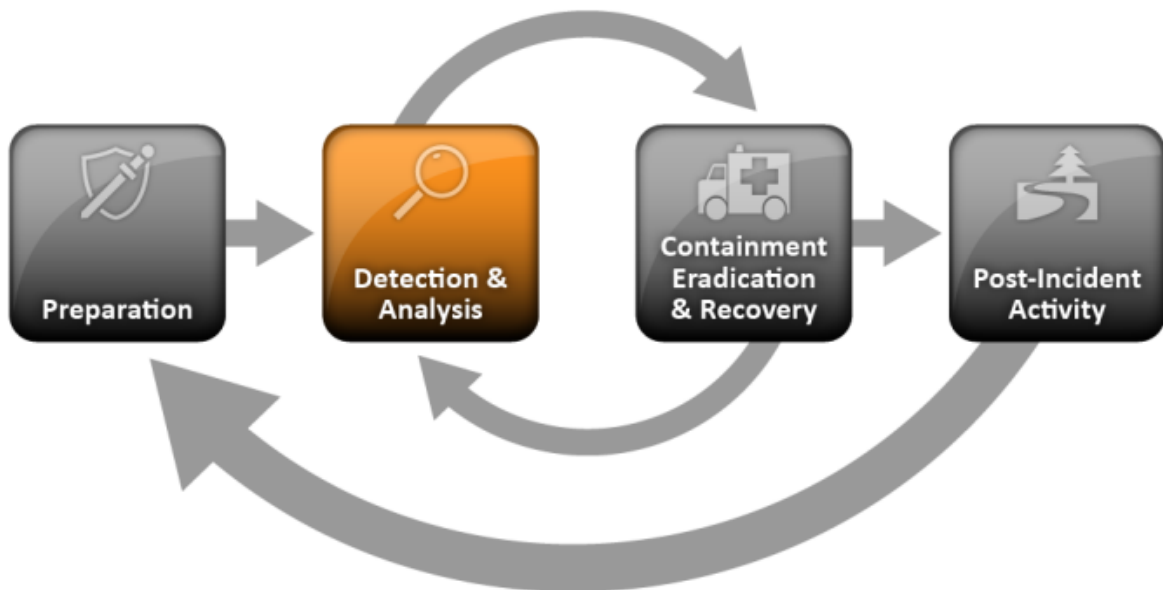 Preparation
Detection &
Analysis
Containment
Eradication
& Recovery
Post-Incident
Activity